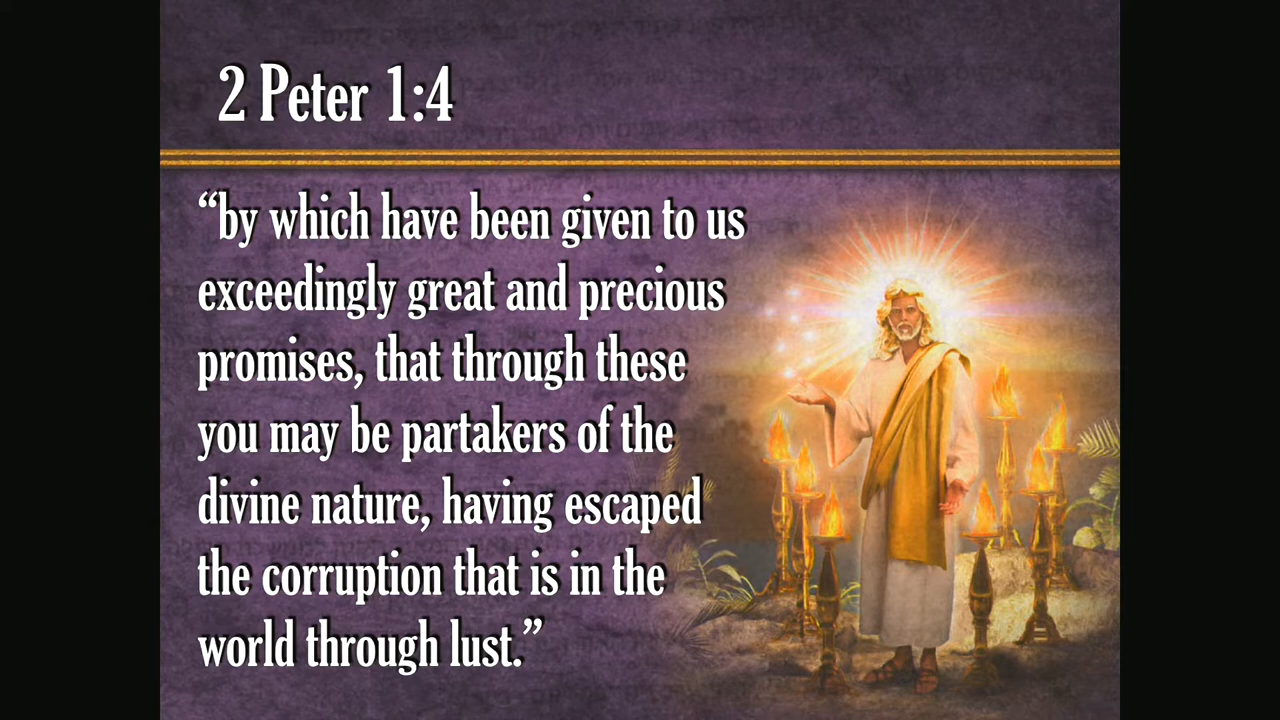 2 Peter 1:4
“by which have been given to us
exceedingly great and precious
promises, that through these
you may be partakers of the
divine nature, having escaped
the corruption that is in the
world through lust.”